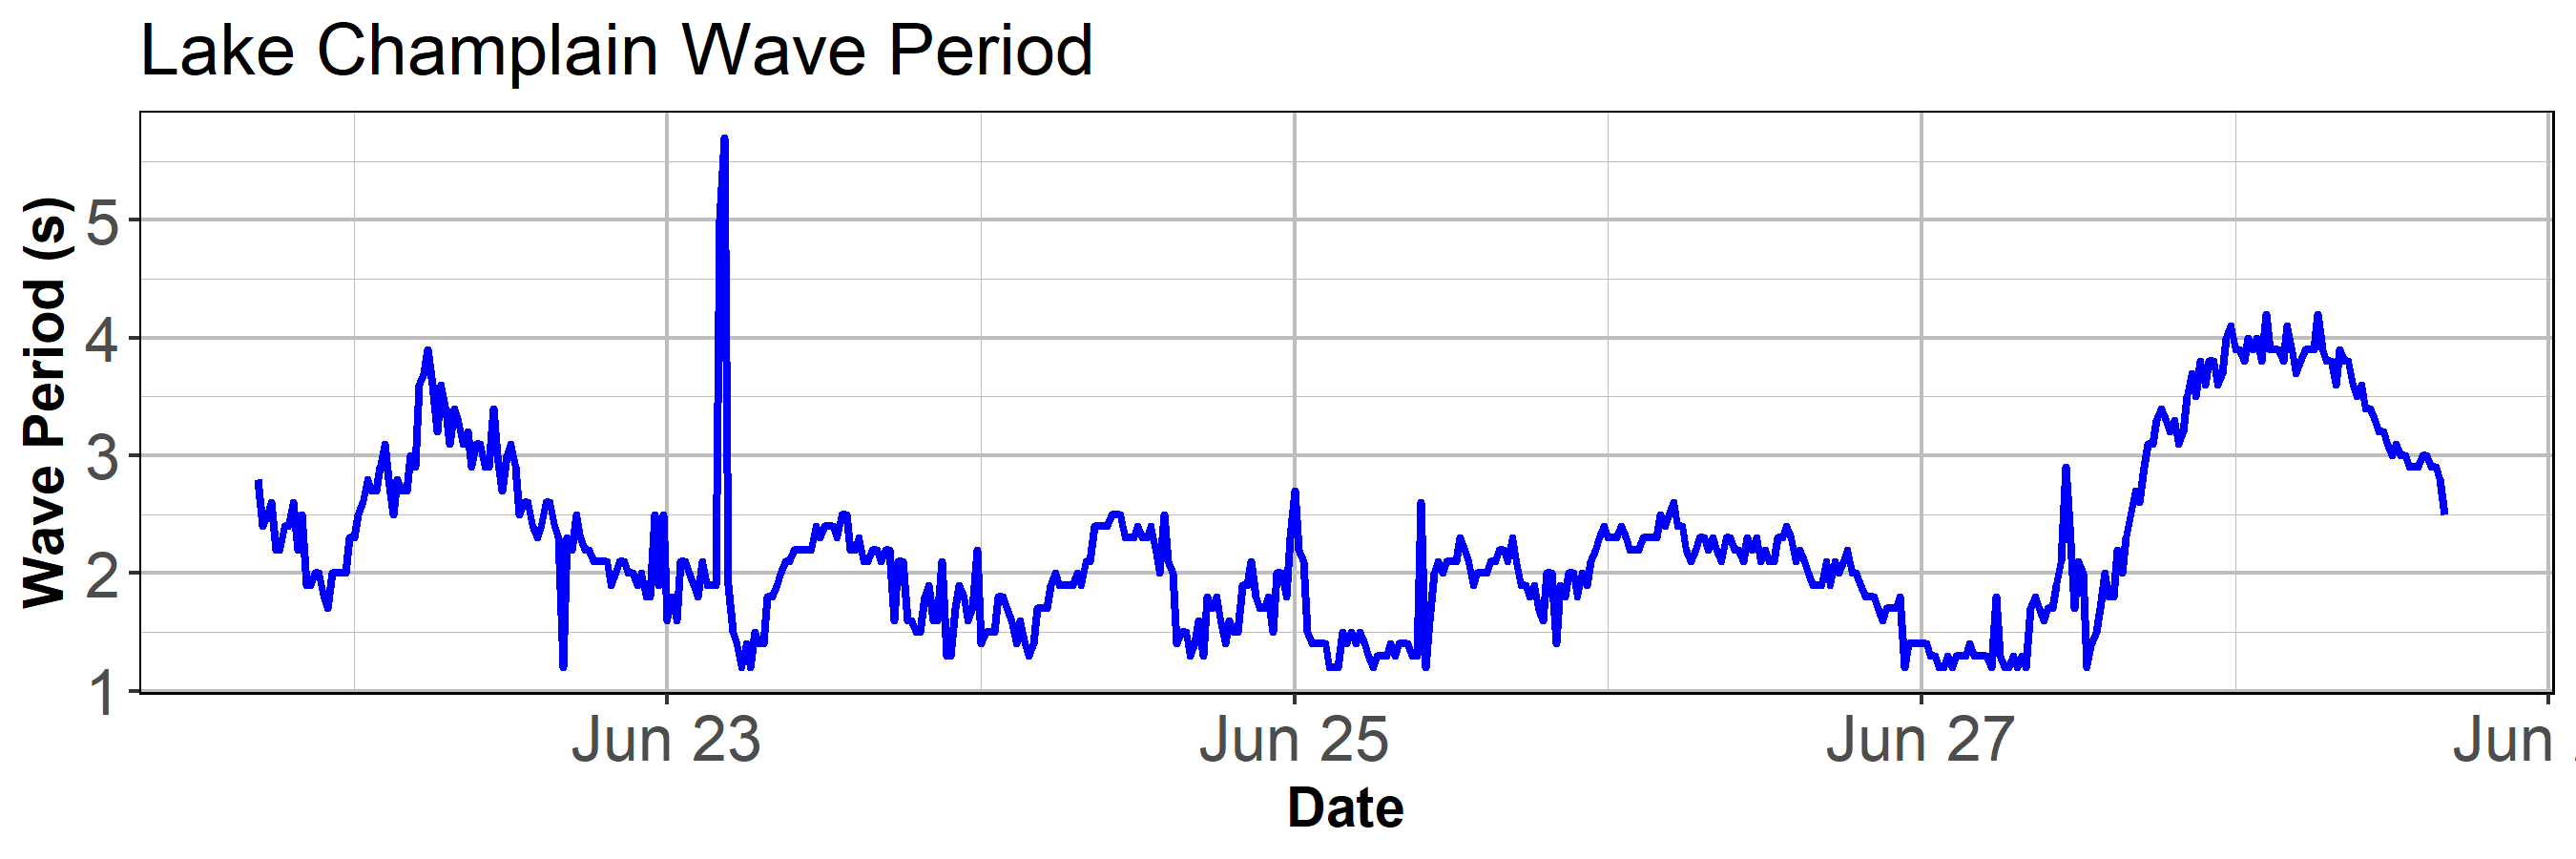 Lake Champlain Wave Period
Wave Period (s)
5
4
3
2
1
Jun 23
Jun 25
Jun 27
Jun
Date